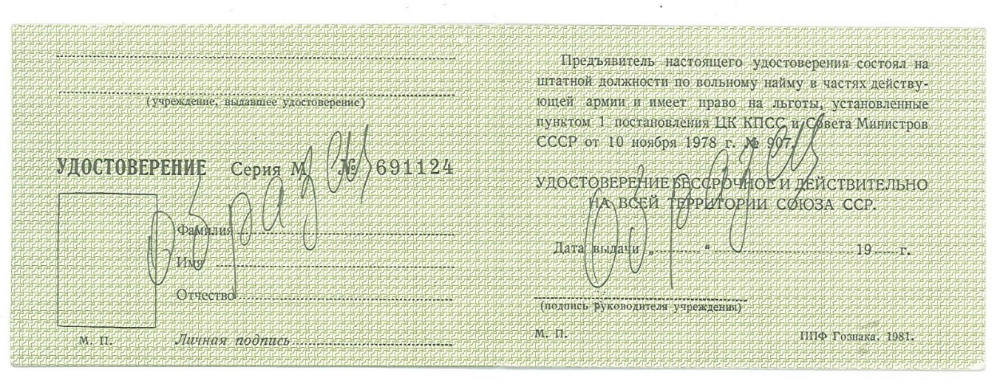 (учреждение, выдавшее удостоверение)
УДОСТОВЕРЕНИЕ Серия М № 691124
Фамилия
Имя
Отчество
М. П. Личная подпись
образец
Предъявитель настоящего удостоверения состоял на
штатной должности по вольному найму в частях действу-
ющей армии и имеет право на льготы, установленные
пунктом 1 постановления ЦК КПСС и Совета Министров
СССР от 10 ноября 1978 г. № 907.
УДОСТОВЕРЕНИЕ БЕССРОЧНОЕ И ДЕЙСТВИТЕЛЬНО
НА ВСЕЙ ТЕРРИТОРИИ СОЮЗА ССР.
Дата выдачи „ “ 19 г.
(подпись руководителя учреждения)
М. П. ППФ Гознака. 1981.
образец